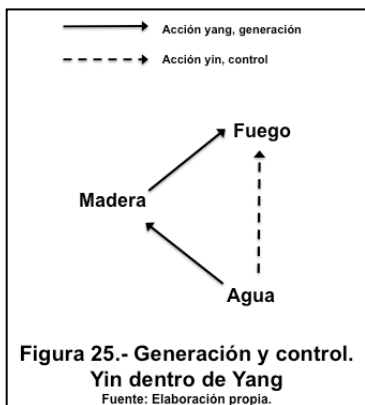 Acción yang, generación
Acción yin, control
Fuego
Madera
Agua
Figura 25.- Generación y control.
Yin dentro de Yang
Fuente: Elaboración propia.